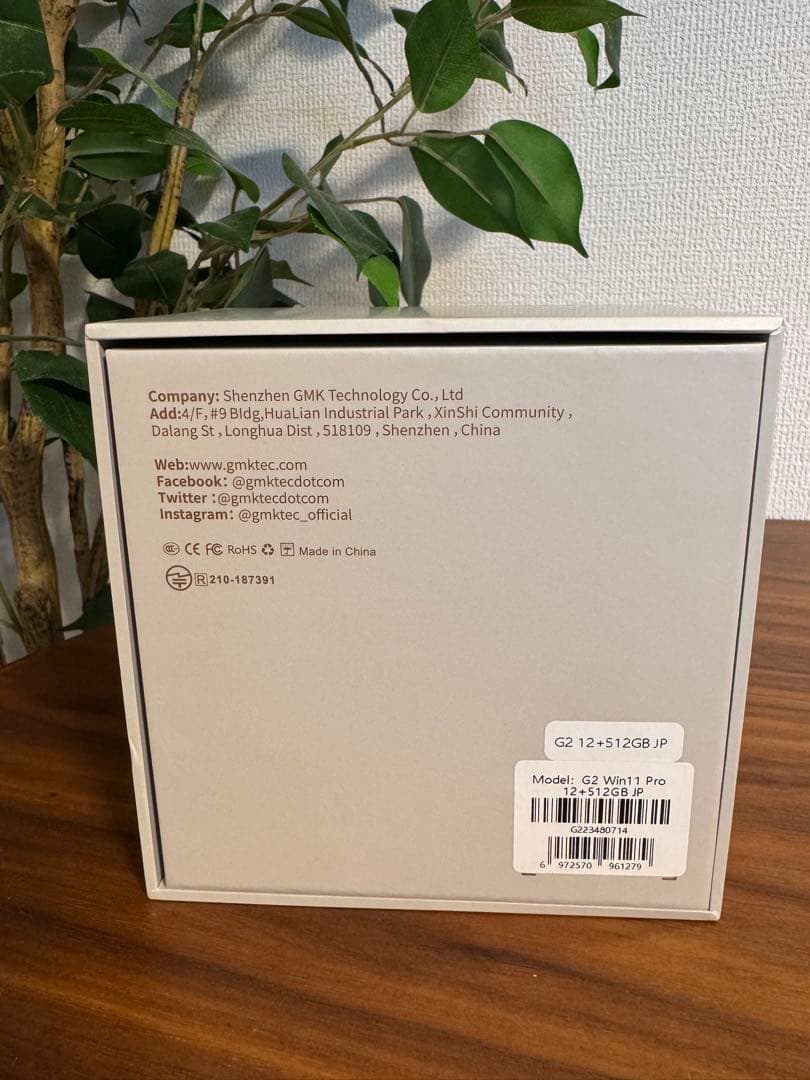 Company: Shenzhen GMK Technology Co., Ltd
Add:4/F, #9 Bldg,HuaLian Industrial Park , XinShi Community ,
Dalang St , Longhua Dist , 518109 , Shenzhen , China
Web:www.gmktec.com
Facebook: @gmktecdotcom
Twitter :@gmktecdotcom
Instagram: @gmktec_official
CCC CE FC RoHS Made in China
R 210-187391
G2 12+512GB JP
Model: G2 Win11 Pro
12+512GB JP
G223480714
6 972570 961279